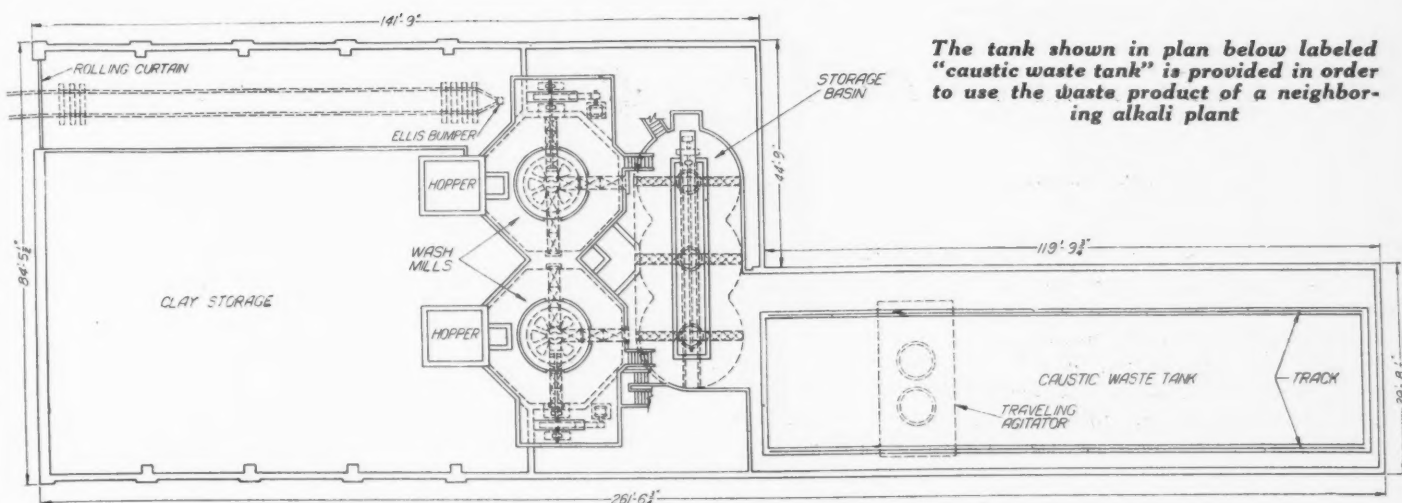 141'-9"
The tank shown in plan below labeled
"caustic waste tank" is provided in order
to use the waste product of a neighbor-
ing alkali plant
ROLLING CURTAIN
STORAGE
BASIN
ELLIS BUMPER
HOPPER
44'-9"
84'-5½"
WASH
MILLS
119'-9¾"
CLAY STORAGE
HOPPER
CAUSTIC WASTE TANK
TRACK
TRAVELING
AGITATOR
261'-6¾"